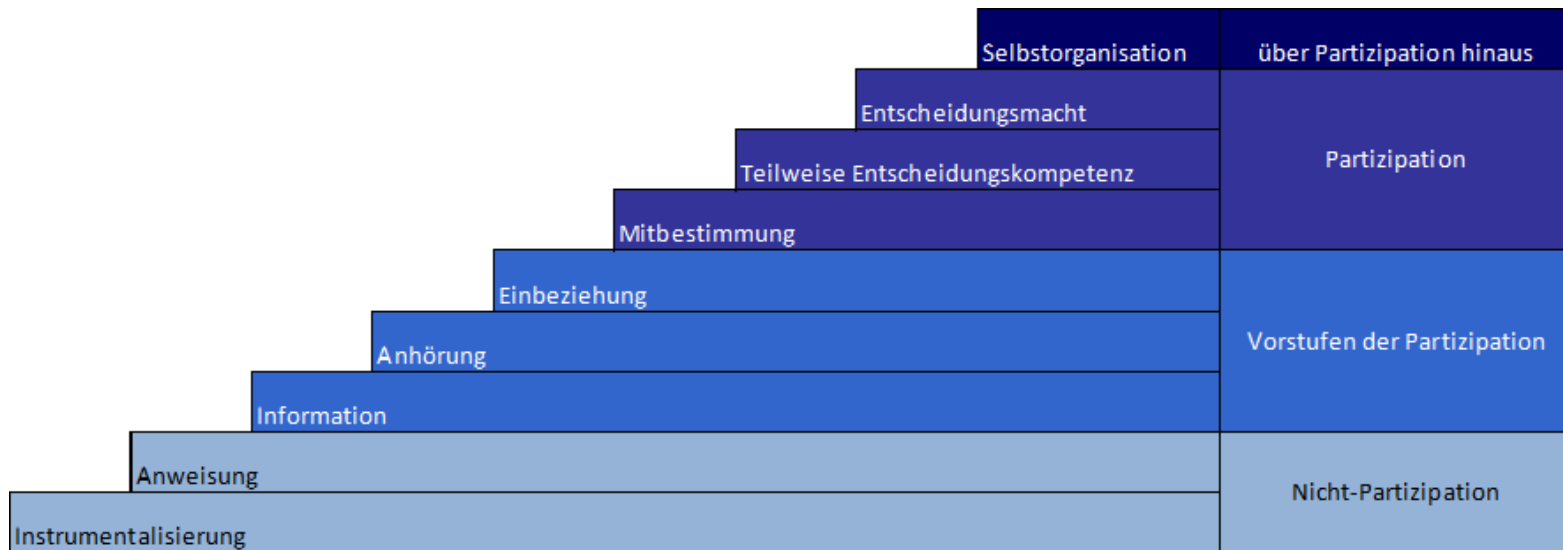 Selbstorganisation
über Partizipation hinaus
Entscheidungsmacht
Teilweise Entscheidungskompetenz
Partizipation
Mitbestimmung
Einbeziehung
Anhörung
Vorstufen der Partizipation
Information
Anweisung
Nicht-Partizipation
Instrumentalisierung